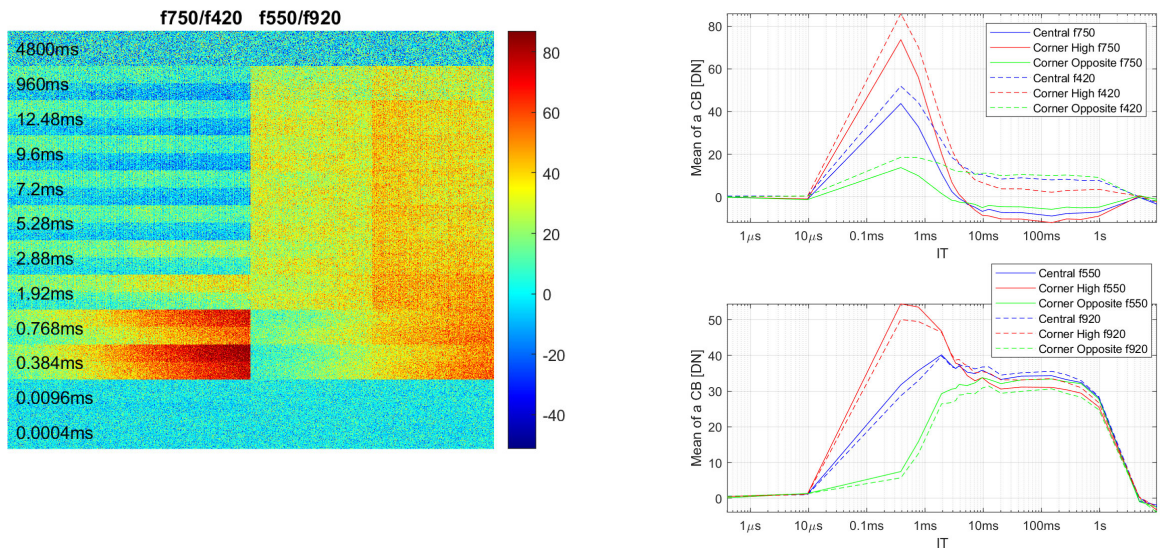 f750/f420 f550/f920
4800ms
960ms
12.48ms
9.6ms
7.2ms
5.28ms
2.88ms
1.92ms
0.768ms
0.384ms
0.0096ms
0.0004ms
80
60
40
20
0
-20
-40
Mean of a CB [DN]
80
60
40
20
0
1μs
10μs
0.1ms
1ms
10ms
100ms
1s
IT
Central f750
Corner High f750
Corner Opposite f750
Central f420
Corner High f420
Corner Opposite f420
Mean of a CB [DN]
50
40
30
20
10
0
1μs
10μs
0.1ms
1ms
10ms
100ms
1s
IT
Central f550
Corner High f550
Corner Opposite f550
Central f920
Corner High f920
Corner Opposite f920